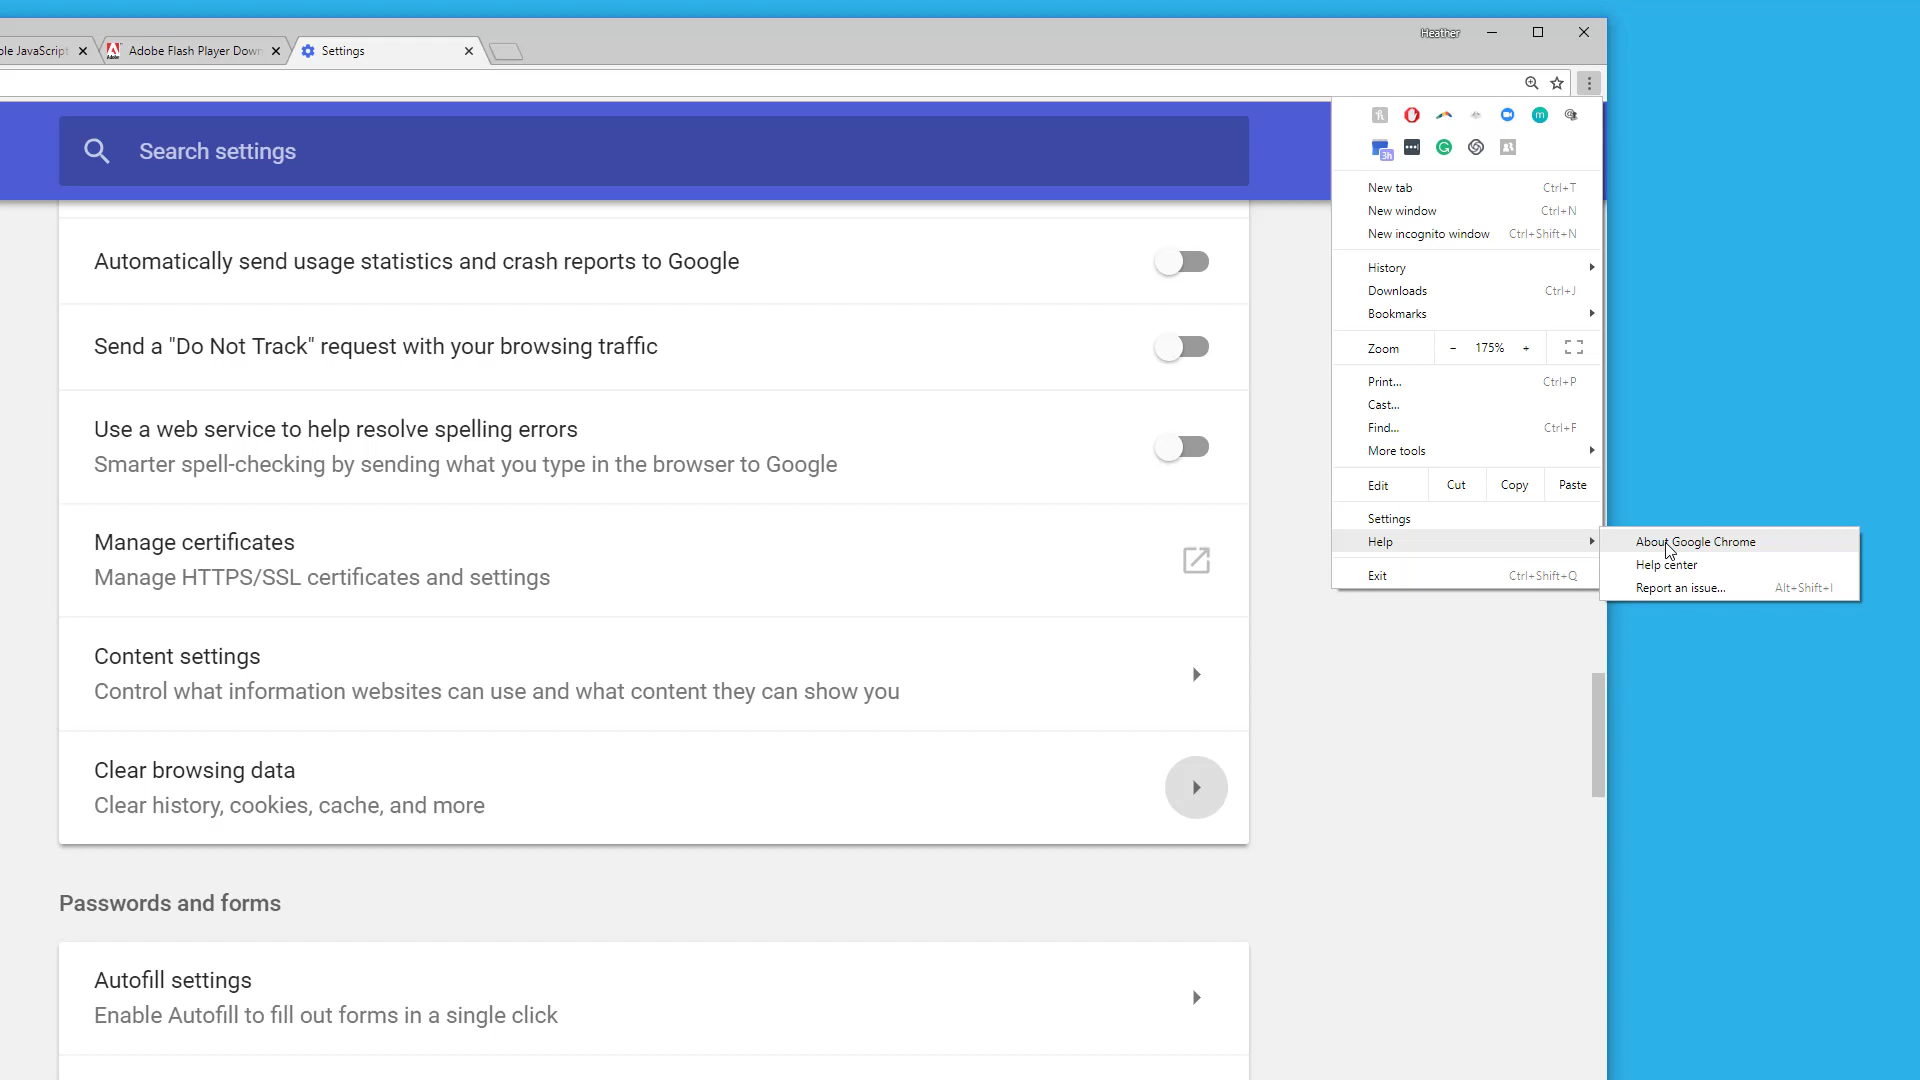 Heather
ble JavaScript
Adobe Flash Player Down
Settings
Search settings
3h
New tab Ctrl+T
New window Ctrl+N
New incognito window Ctrl+Shift+N
History
Downloads Ctrl+J
Bookmarks
Zoom - 175% +
Print... Ctrl+P
Cast...
Find... Ctrl+F
More tools
Edit Cut Copy Paste
Settings
Help
Exit Ctrl+Shift+Q
About Google Chrome
Help center
Report an issue... Alt+Shift+I
Automatically send usage statistics and crash reports to Google
Send a "Do Not Track" request with your browsing traffic
Use a web service to help resolve spelling errors
Smarter spell-checking by sending what you type in the browser to Google
Manage certificates
Manage HTTPS/SSL certificates and settings
Content settings
Control what information websites can use and what content they can show you
Clear browsing data
Clear history, cookies, cache, and more
Passwords and forms
Autofill settings
Enable Autofill to fill out forms in a single click